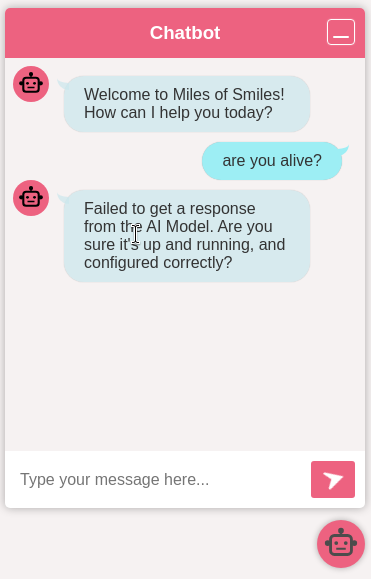 Chatbot
Welcome to Miles of Smiles!
How can I help you today?
are you alive?
Failed to get a response
from the AI Model. Are you
sure it's up and running, and
configured correctly?
Type your message here...